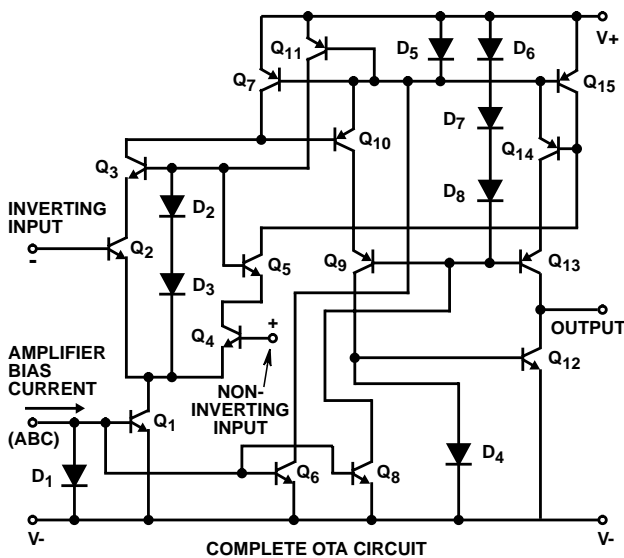 Q11
D5
D6
V+
Q7
Q15
Q10
D7
Q14
Q3
D2
D8
INVERTING
INPUT
-
Q2
Q5
Q9
Q13
D3
OUTPUT
Q4
+
AMPLIFIER
BIAS
CURRENT
NON-
INVERTING
INPUT
Q12
(ABC)
Q1
D1
Q6
Q8
D4
V-
V-
COMPLETE OTA CIRCUIT